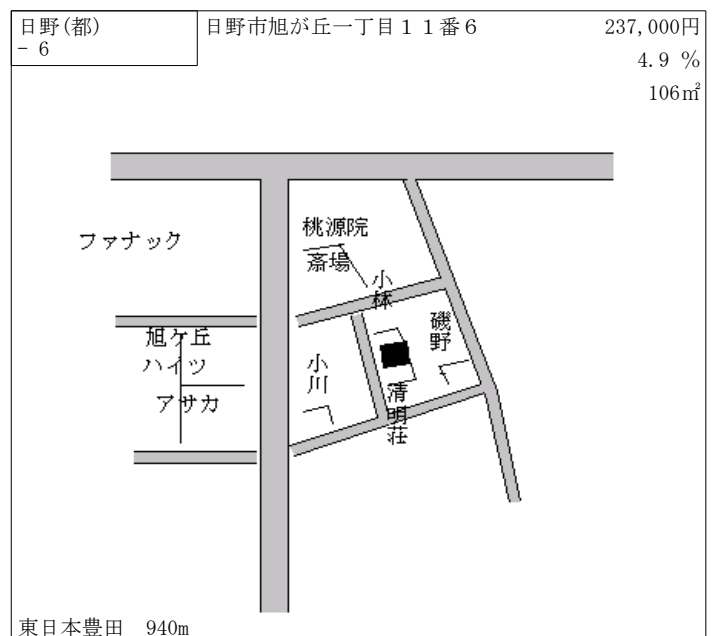 日野(都)
－６
日野市旭が丘一丁目１１番６
237,000円
4.9 %
106㎡
ファナック
桃源院
斎場
小林
磯野
旭ケ丘
ハイツ
アサカ
小川
清明荘
東日本豊田　940m